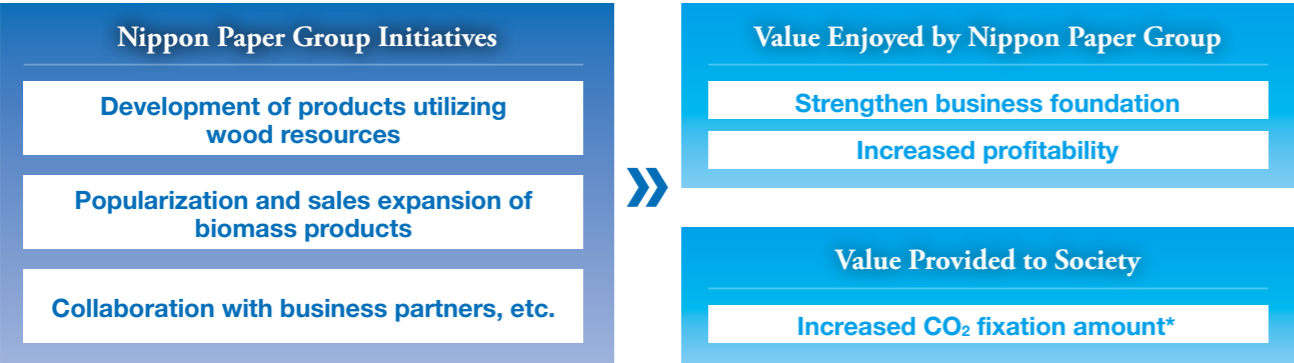 Nippon Paper Group Initiatives
Development of products utilizing
wood resources
Popularization and sales expansion of
biomass products
Collaboration with business partners, etc.
Value Enjoyed by Nippon Paper Group
Strengthen business foundation
Increased profitability
Value Provided to Society
Increased CO₂ fixation amount*